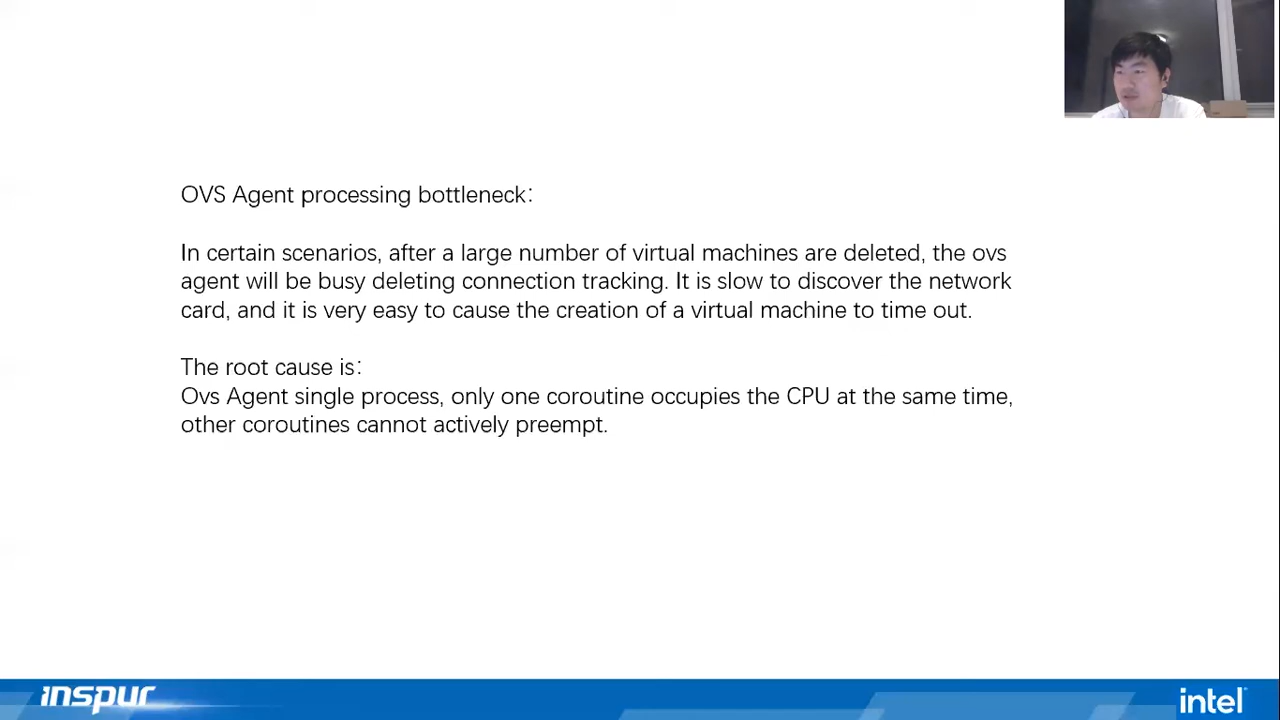 OVS Agent processing bottleneck:
In certain scenarios, after a large number of virtual machines are deleted, the ovs
agent will be busy deleting connection tracking. It is slow to discover the network
card, and it is very easy to cause the creation of a virtual machine to time out.
The root cause is:
Ovs Agent single process, only one coroutine occupies the CPU at the same time,
other coroutines cannot actively preempt.
inspur
intel